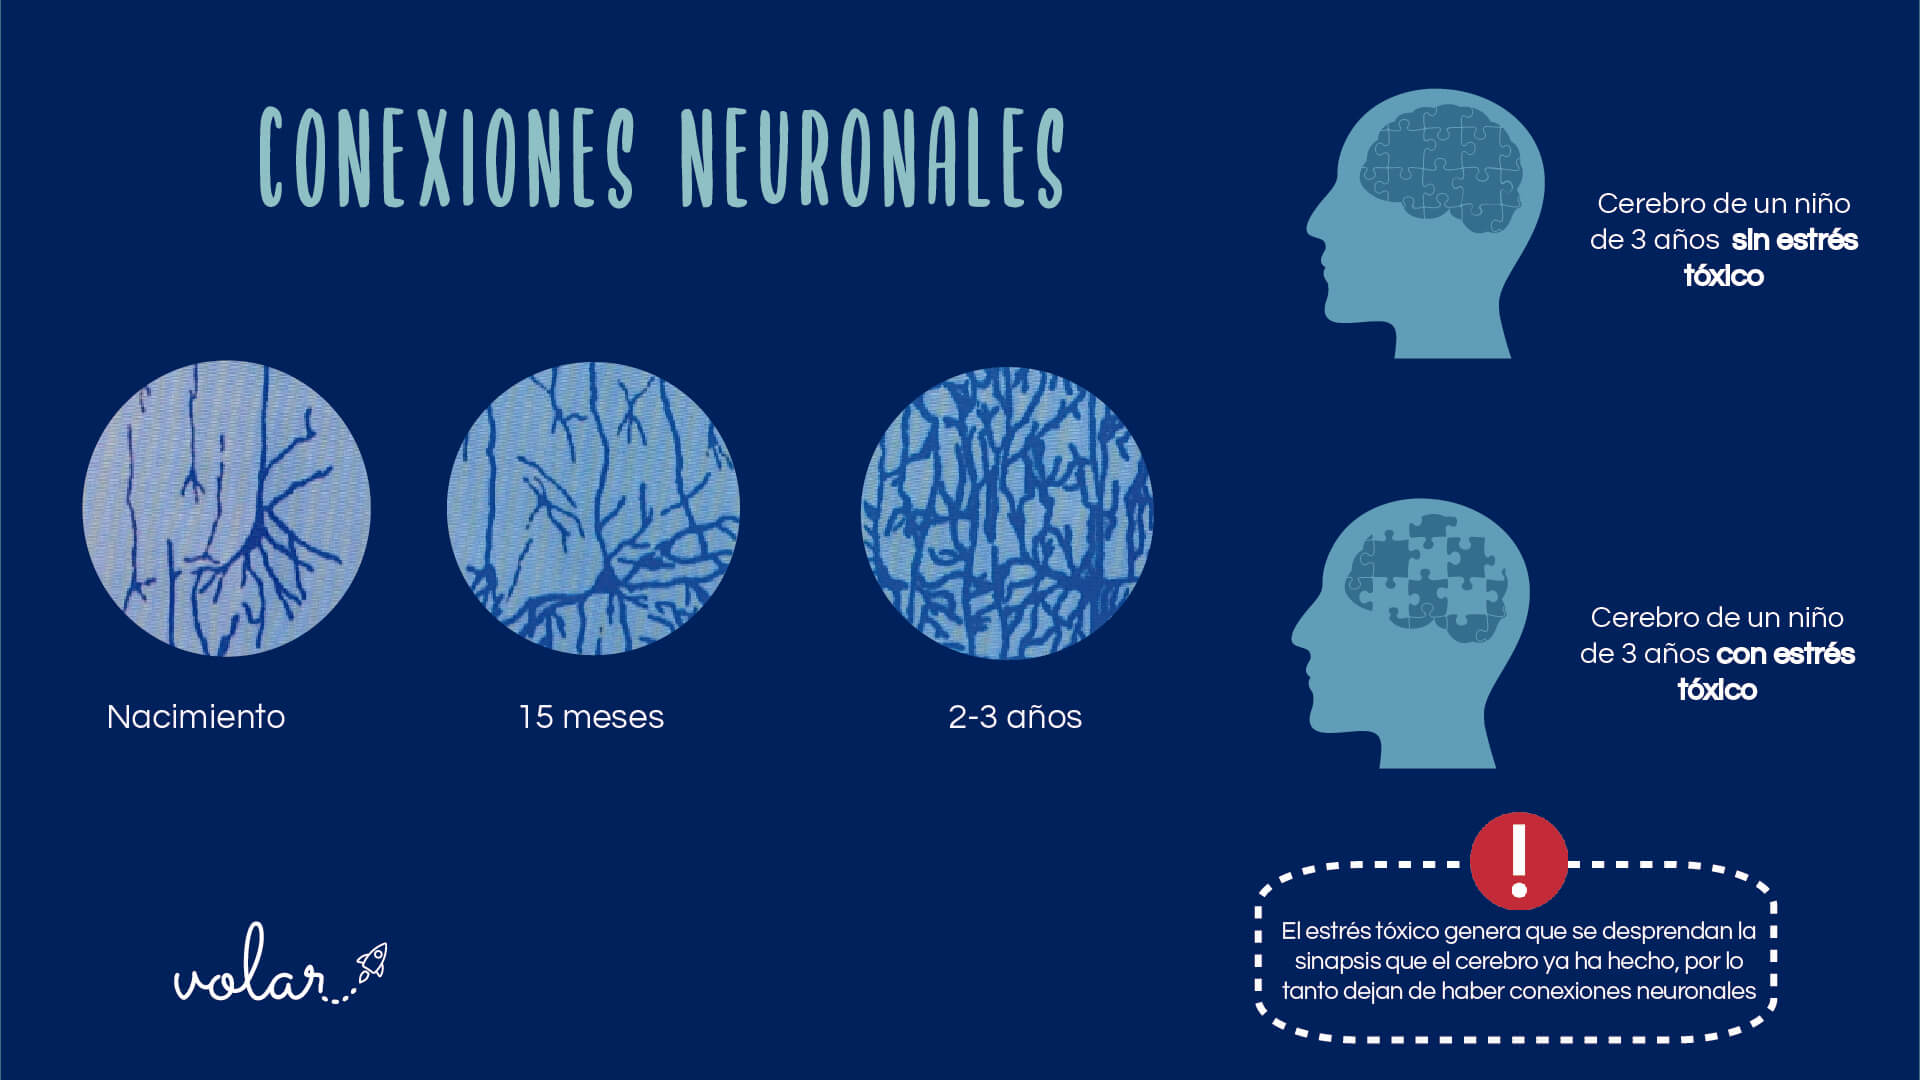 CONEXIONES NEURONALES
Nacimiento
15 meses
2-3 años
Cerebro de un niño
de 3 años sin estrés
tóxico
Cerebro de un niño
de 3 años con estrés
tóxico
!
El estrés tóxico genera que se desprendan la
sinapsis que el cerebro ya ha hecho, por lo
tanto dejan de haber conexiones neuronales
volar